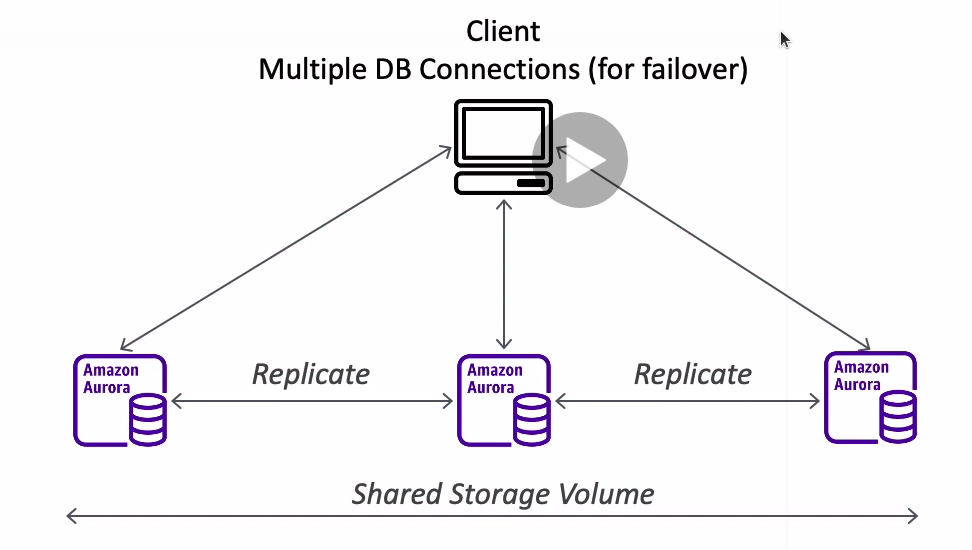 Client
Multiple DB Connections (for failover)
Amazon
Aurora
Replicate
Amazon
Aurora
Replicate
Amazon
Aurora
Shared Storage Volume